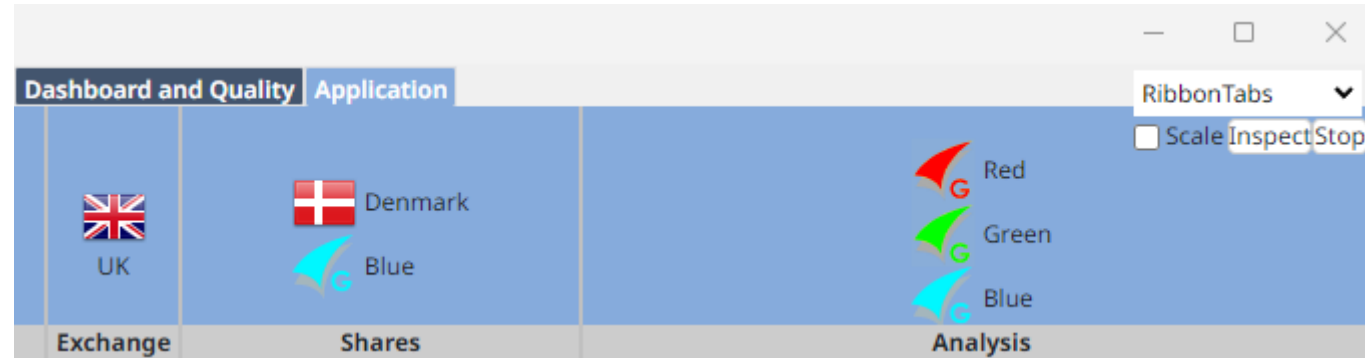 Dashboard and Quality Application
RibbonTabs
Scale Inspect Stop
UK
Denmark
G Blue
G Red
G Green
G Blue
Exchange Shares Analysis